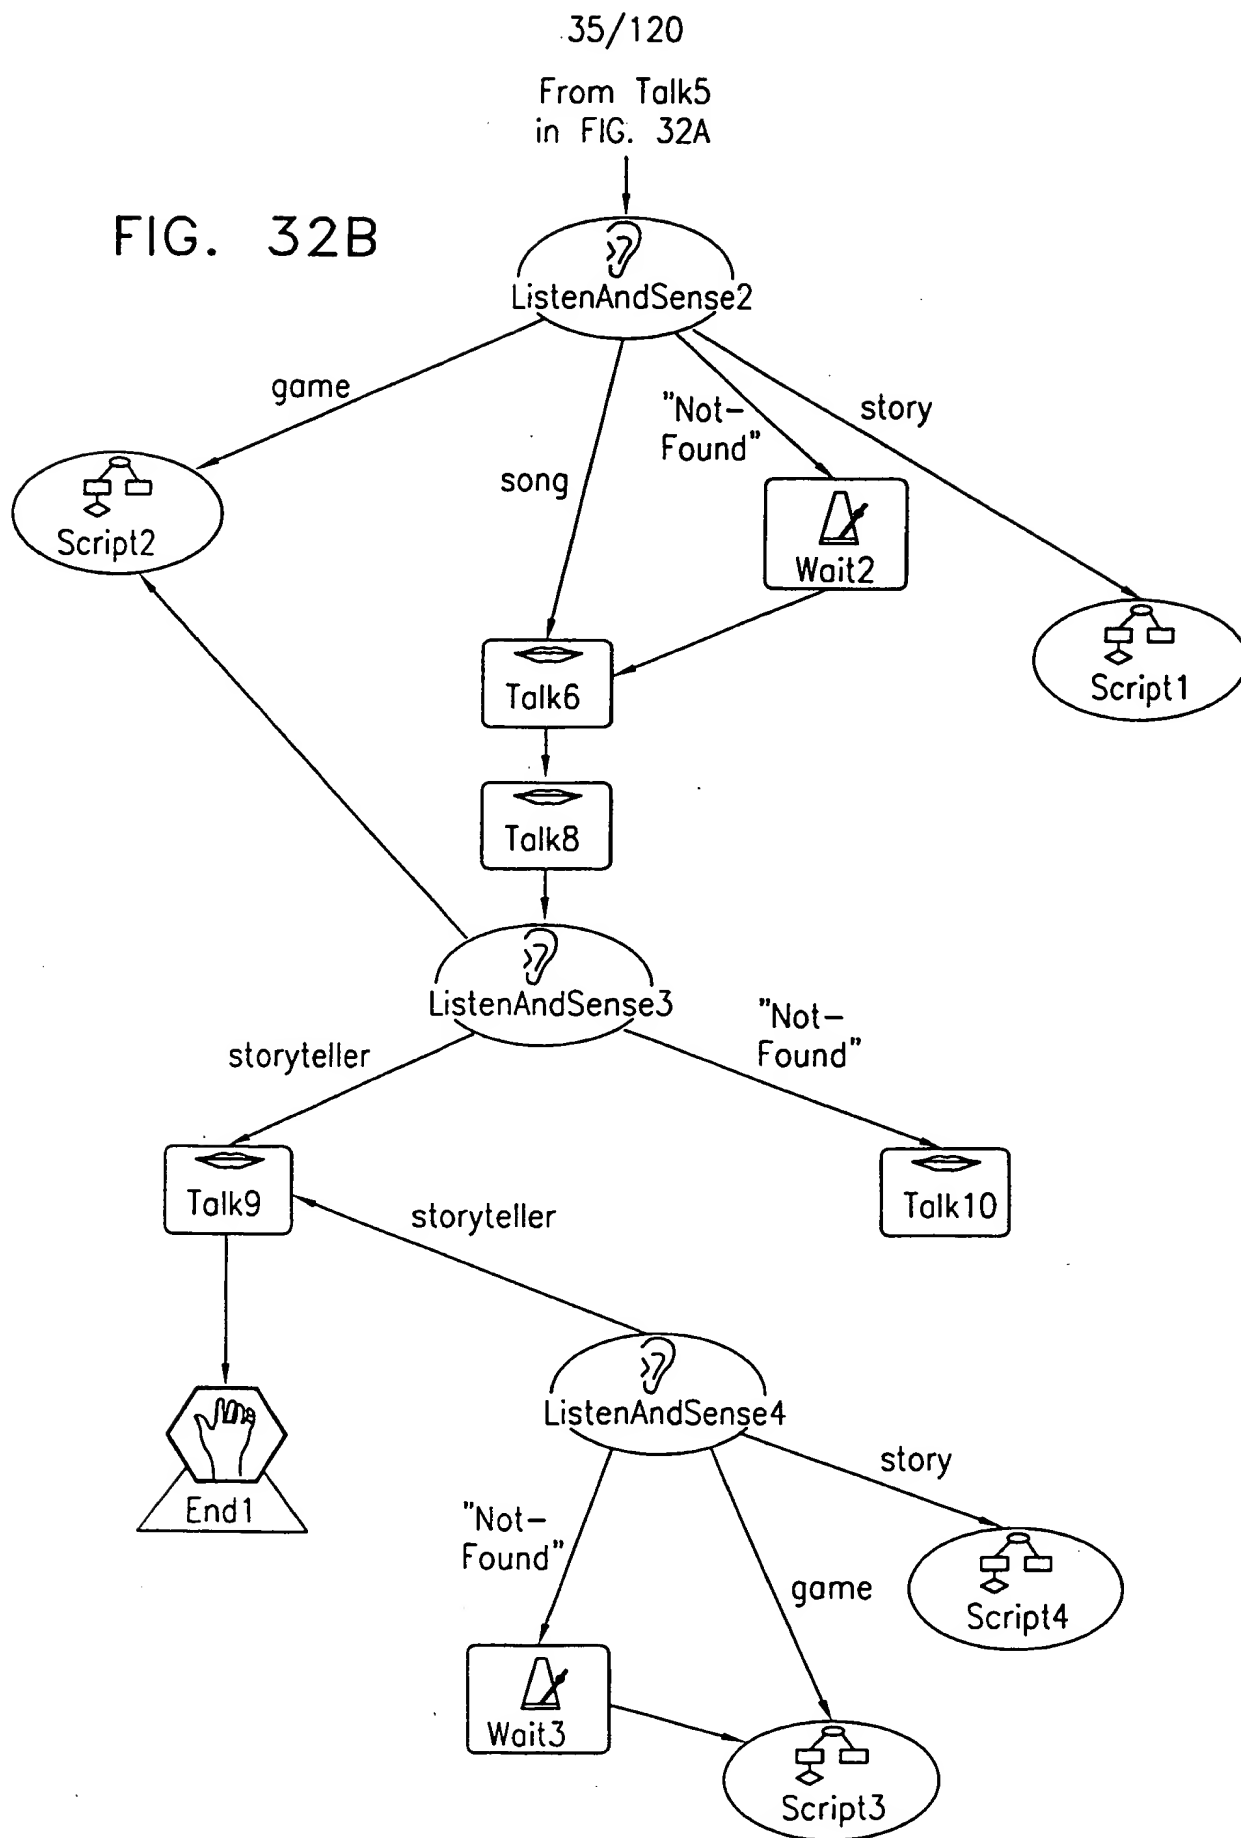 35/120
From Talk5
in FIG. 32A
FIG. 32B
ListenAndSense2
game
"Not-
Found"
story
song
Script2
Wait2
Script1
Talk6
Talk8
ListenAndSense3
"Not-
Found"
storyteller
Talk9
Talk10
storyteller
ListenAndSense4
story
End1
"Not-
Found"
game
Script4
Wait3
Script3